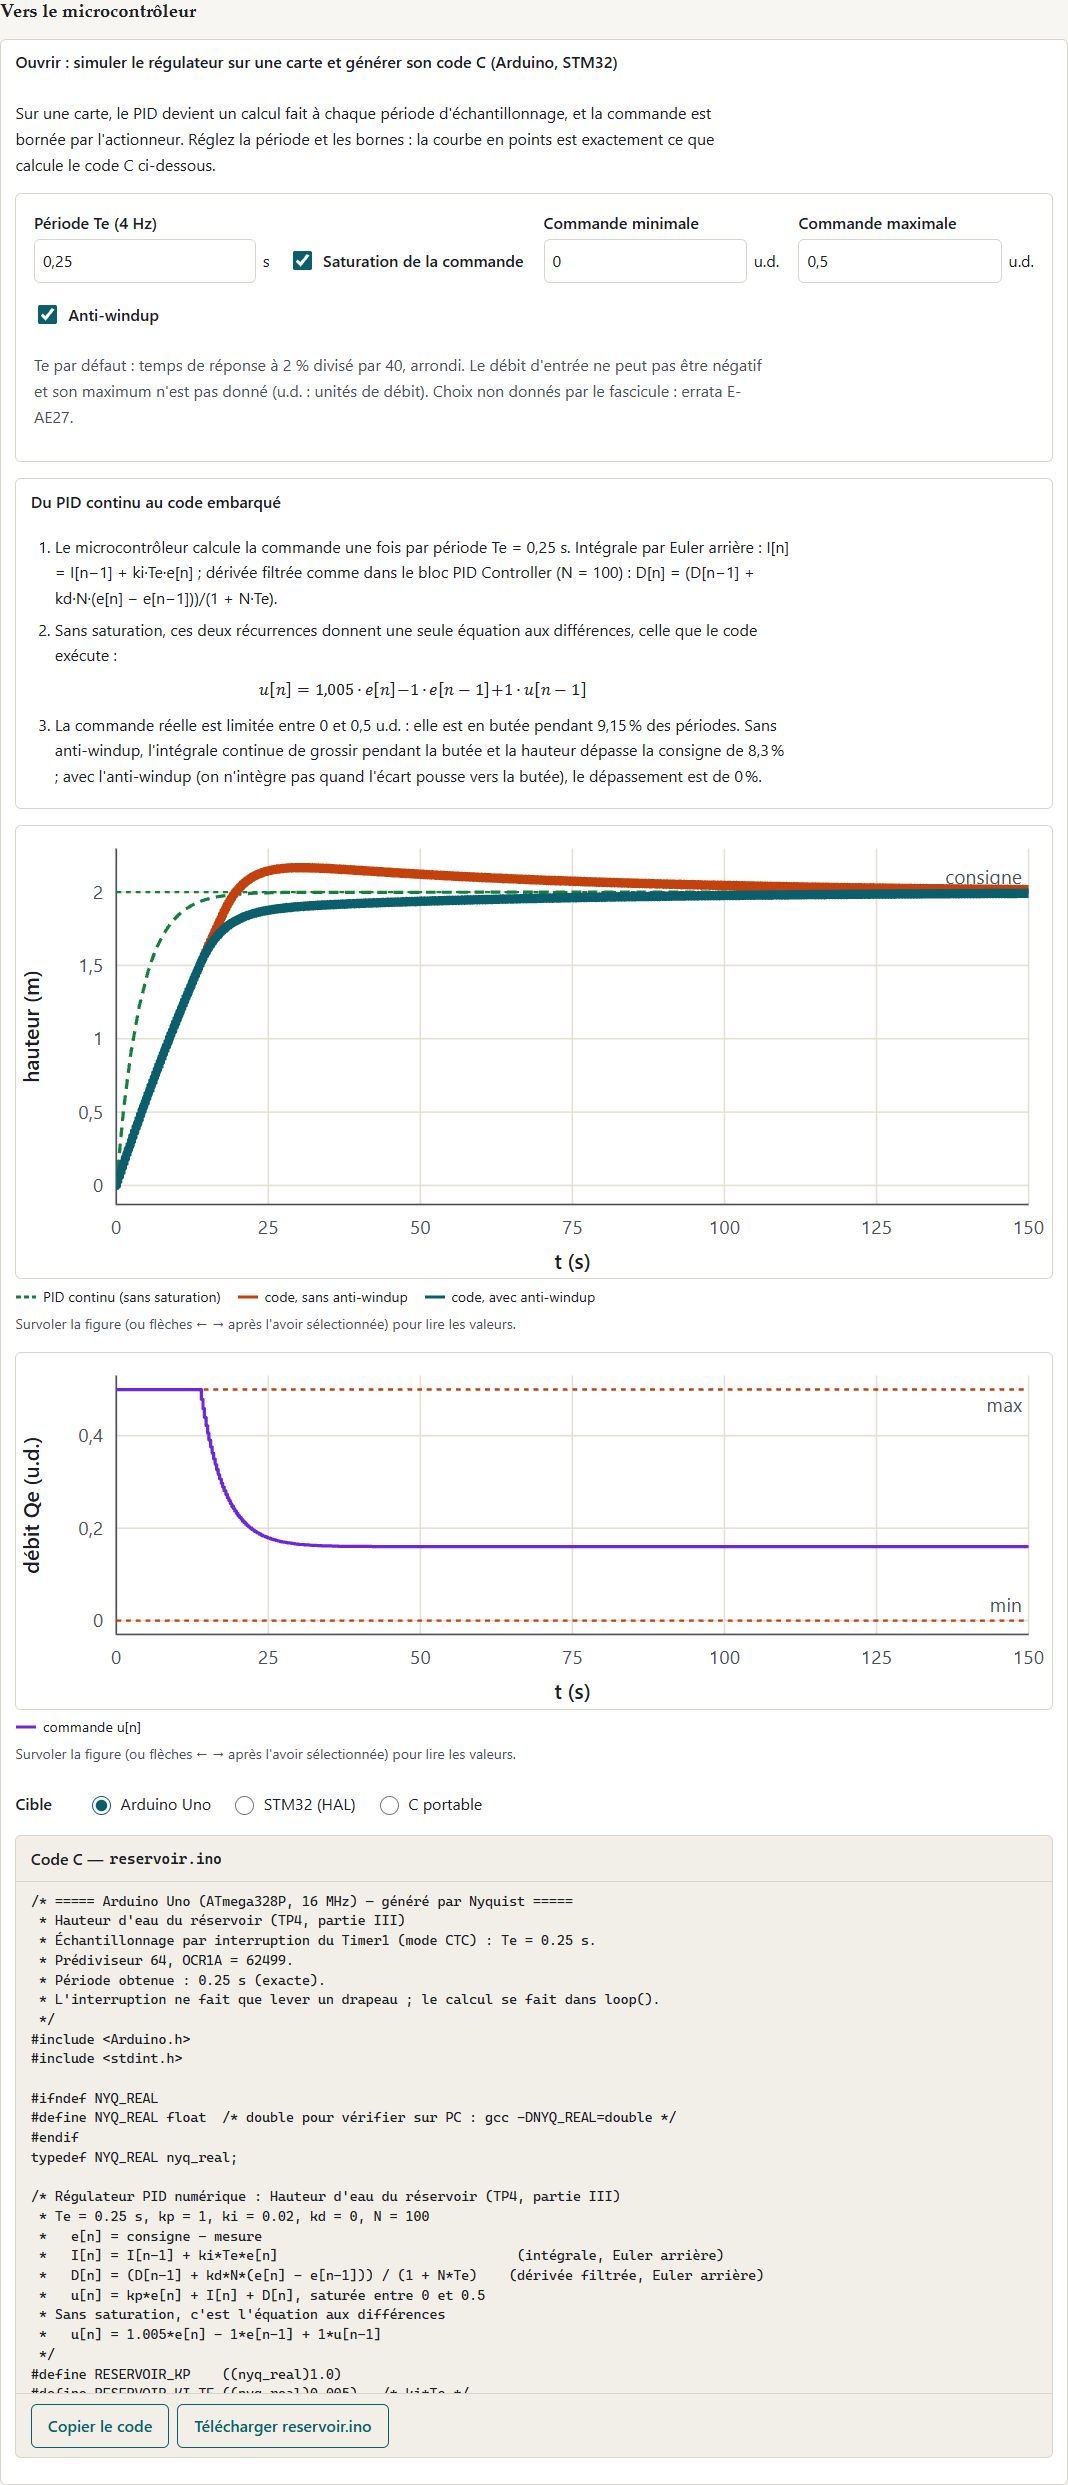 Vers le microcontrôleur
Ouvrir : simuler le régulateur sur une carte et générer son code C (Arduino, STM32)
Sur une carte, le PID devient un calcul fait à chaque période d'échantillonnage, et la commande est
bornée par l'actionneur. Réglez la période et les bornes : la courbe en points est exactement ce que
calcule le code C ci-dessous.
Période Te (4 Hz)
0,25 s
Saturation de la commande
Commande minimale
0 u.d.
Commande maximale
0,5 u.d.
Anti-windup
Te par défaut : temps de réponse à 2 % divisé par 40, arrondi. Le débit d'entrée ne peut pas être négatif
et son maximum n'est pas donné (u.d. : unités de débit). Choix non donnés par le fascicule : errata E-
AE27.
Du PID continu au code embarqué
1. Le microcontrôleur calcule la commande une fois par période Te = 0,25 s. Intégrale par Euler arrière : I[n]
= I[n−1] + ki·Te·e[n] ; dérivée filtrée comme dans le bloc PID Controller (N = 100) : D[n] = (D[n−1] +
kd·N·(e[n] − e[n−1]))/(1 + N·Te).
2. Sans saturation, ces deux récurrences donnent une seule équation aux différences, celle que le code
exécute :
u[n] = 1,005 · e[n]−1 · e[n − 1]+1 · u[n − 1]
3. La commande réelle est limitée entre 0 et 0,5 u.d. : elle est en butée pendant 9,15 % des périodes. Sans
anti-windup, l'intégrale continue de grossir pendant la butée et la hauteur dépasse la consigne de 8,3 %
; avec l'anti-windup (on n'intègre pas quand l'écart pousse vers la butée), le dépassement est de 0 %.
consigne
2
1,5
1
0,5
0
hauteur (m)
0 25 50 75 100 125 150
t (s)
PID continu (sans saturation) code, sans anti-windup code, avec anti-windup
Survoler la figure (ou flèches ← → après l'avoir sélectionnée) pour lire les valeurs.
max
0,4
0,2
0
min
débit Qe (u.d.)
0 25 50 75 100 125 150
t (s)
commande u[n]
Survoler la figure (ou flèches ← → après l'avoir sélectionnée) pour lire les valeurs.
Cible Arduino Uno STM32 (HAL) C portable
Code C — reservoir.ino
/* ===== Arduino Uno (ATmega328P, 16 MHz) — généré par Nyquist =====
 * Hauteur d'eau du réservoir (TP4, partie III)
 * Échantillonnage par interruption du Timer1 (mode CTC) : Te = 0.25 s.
 * Prédiviseur 64, OCR1A = 62499.
 * Période obtenue : 0.25 s (exacte).
 * L'interruption ne fait que lever un drapeau ; le calcul se fait dans loop().
 */
#include <Arduino.h>
#include <stdint.h>
#ifndef NYQ_REAL
#define NYQ_REAL float /* double pour vérifier sur PC : gcc -DNYQ_REAL=double */
#endif
typedef NYQ_REAL nyq_real;
/* Régulateur PID numérique : Hauteur d'eau du réservoir (TP4, partie III)
 * Te = 0.25 s, kp = 1, ki = 0.02, kd = 0, N = 100
 * e[n] = consigne − mesure
 * I[n] = I[n−1] + ki*Te*e[n] (intégrale, Euler arrière)
 * D[n] = (D[n−1] + kd*N*(e[n] − e[n−1])) / (1 + N*Te) (dérivée filtrée, Euler arrière)
 * u[n] = kp*e[n] + I[n] + D[n], saturée entre 0 et 0.5
 * Sans saturation, c'est l'équation aux différences
 * u[n] = 1.005*e[n] − 1*e[n−1] + 1*u[n−1]
 */
#define RESERVOIR_KP ((nyq_real)1.0)
#define RESERVOIR_KI_TE ((nyq_real)0.005) /* ki*Te */
Copier le code
Télécharger reservoir.ino